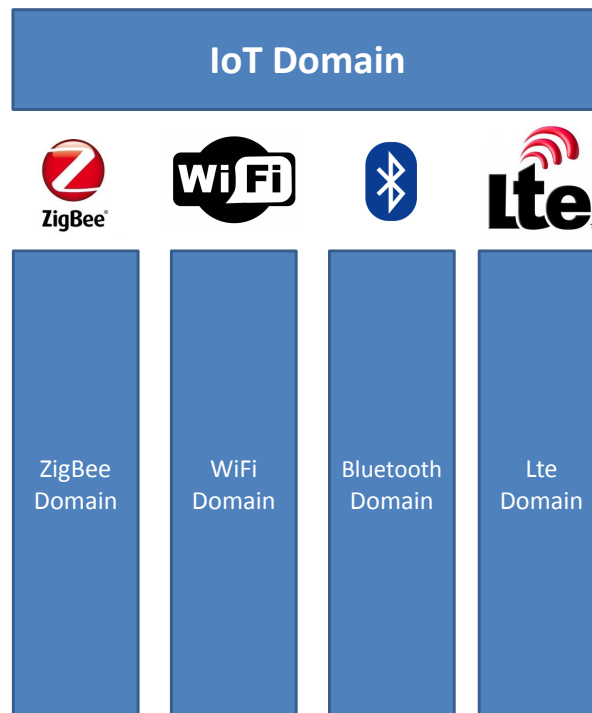 IoT Domain
ZigBee®
WiFi
Lte
ZigBee
Domain
WiFi
Domain
Bluetooth
Domain
Lte
Domain